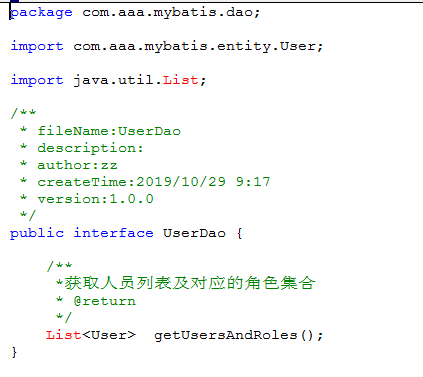 package com.aaa.mybatis.dao;
import com.aaa.mybatis.entity.User;
import java.util.List;
/**
 * fileName:UserDao
 * description:
 * author:zz
 * createTime:2019/10/29 9:17
 * version:1.0.0
 */
public interface UserDao {
    /**
     *获取人员列表及对应的角色集合
     * @return
     */
    List<User>  getUsersAndRoles();
}